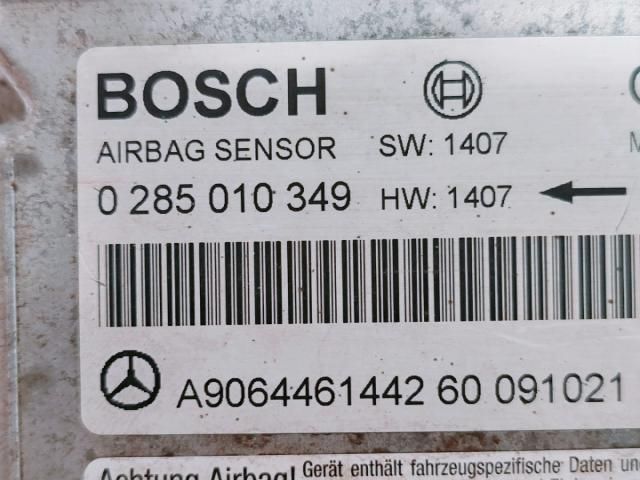 BOSCH
AIRBAG SENSOR SW: 1407
0 285 010 349 HW: 1407
A9064461442 60 091021
Achtung Airbag! Gerät enthält fahrzeugspezifische Daten